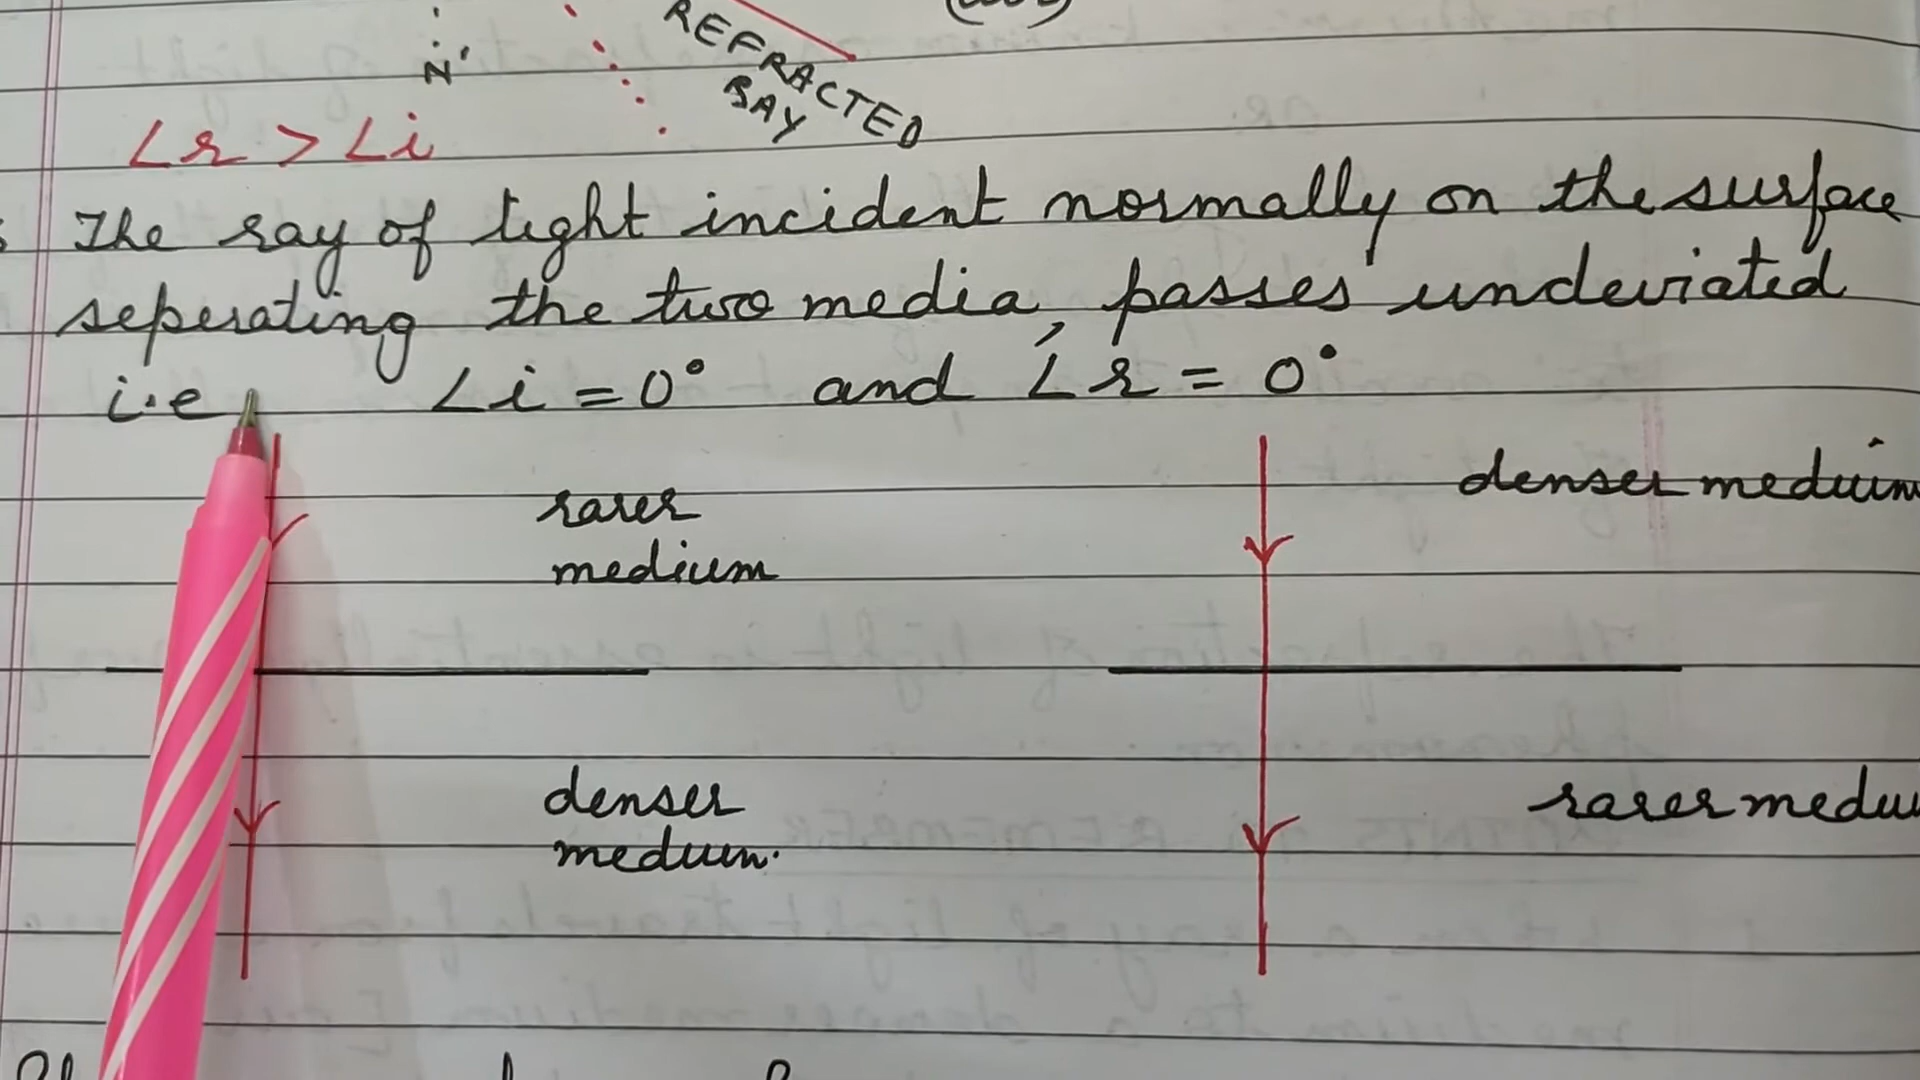 N'
REFRACTED
RAY
∠r > ∠i
The ray of light incident normally on the surface
seperating the two media, passes undeviated
i.e, ∠i = 0° and ∠r = 0°
rarer
medium
denser medium
denser
medium.
rarer mediu